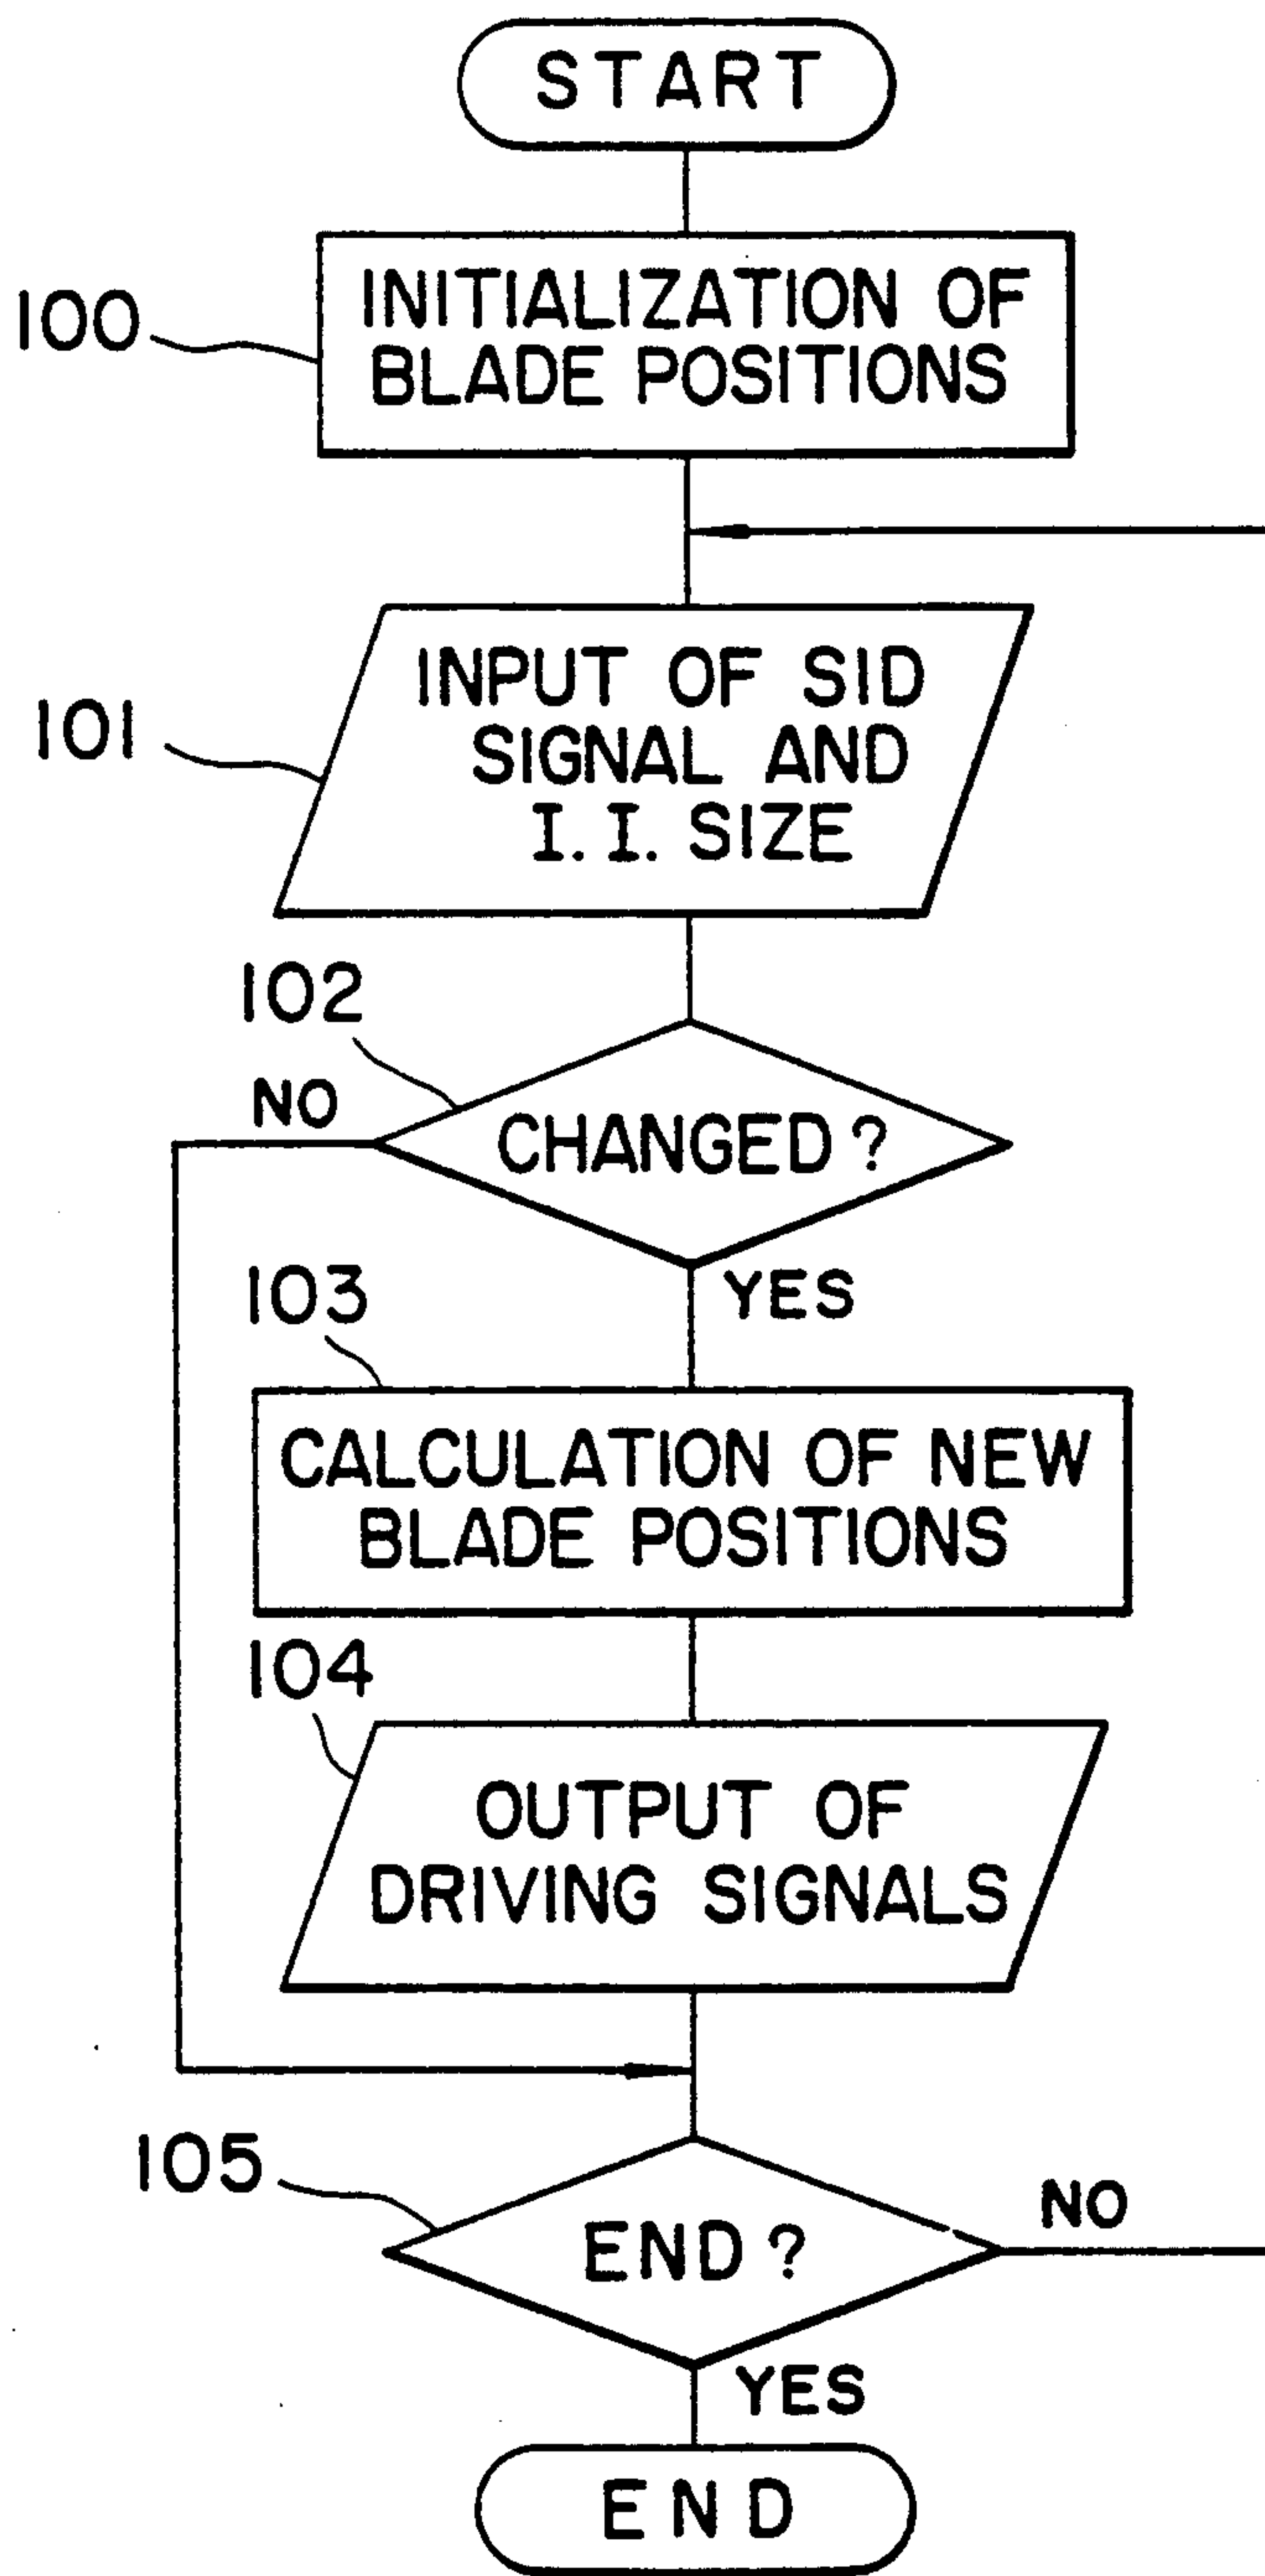 START
100
INITIALIZATION OF
BLADE POSITIONS
101
INPUT OF SID
SIGNAL AND
I. I. SIZE
102
NO
CHANGED ?
YES
103
CALCULATION OF NEW
BLADE POSITIONS
104
OUTPUT OF
DRIVING SIGNALS
105
END ?
NO
YES
END